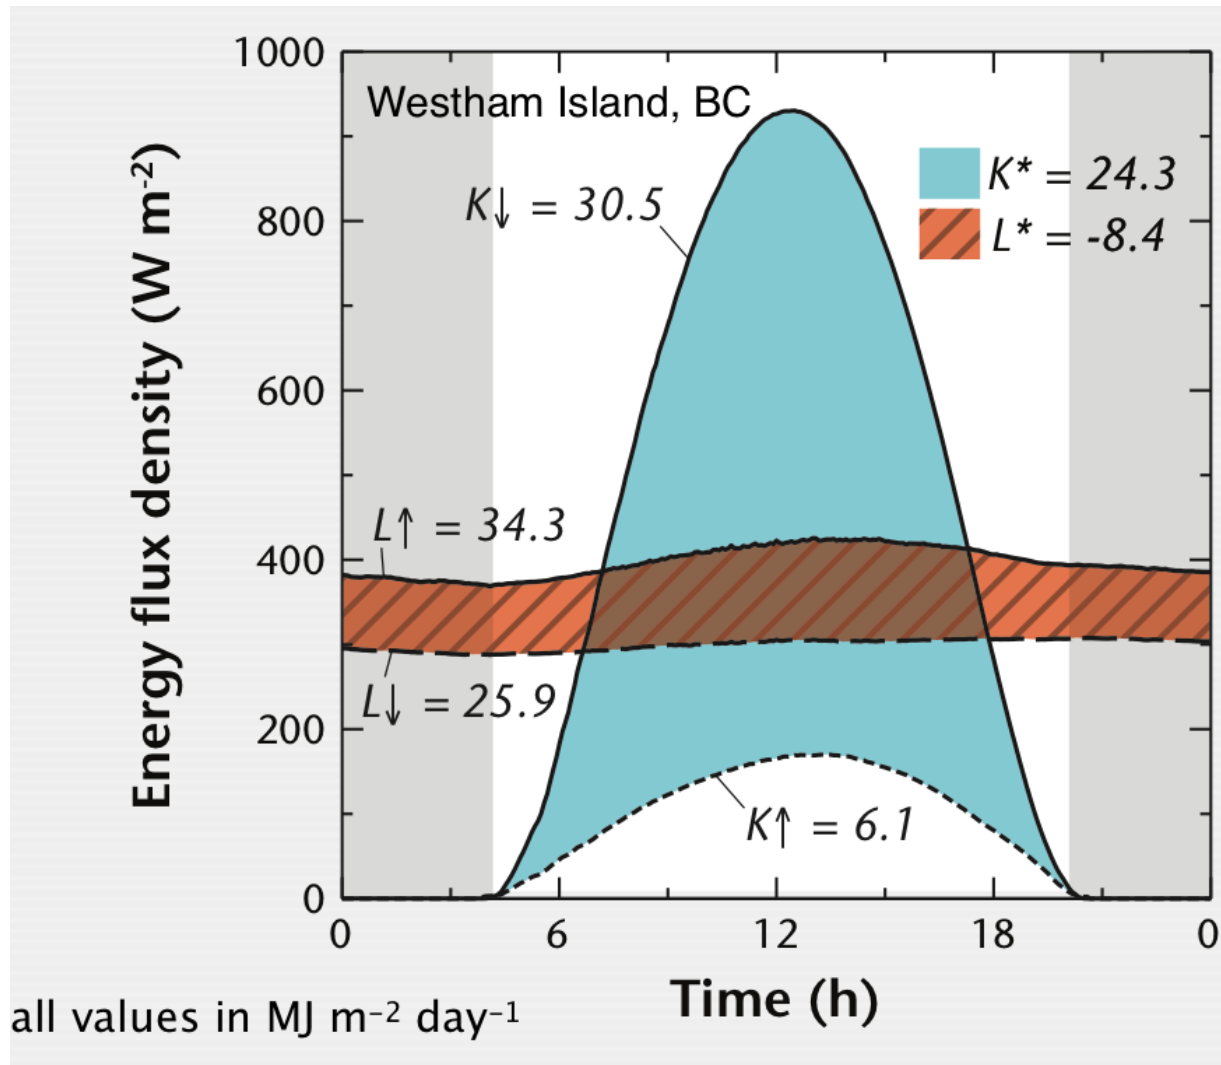 1000
Westham Island, BC
K↓ = 30.5
K* = 24.3
L* = -8.4
800
600
L↑ = 34.3
400
L↓ = 25.9
200
K↑ = 6.1
0
0 6 12 18 0
Energy flux density (W m⁻²)
Time (h)
all values in MJ m⁻² day⁻¹